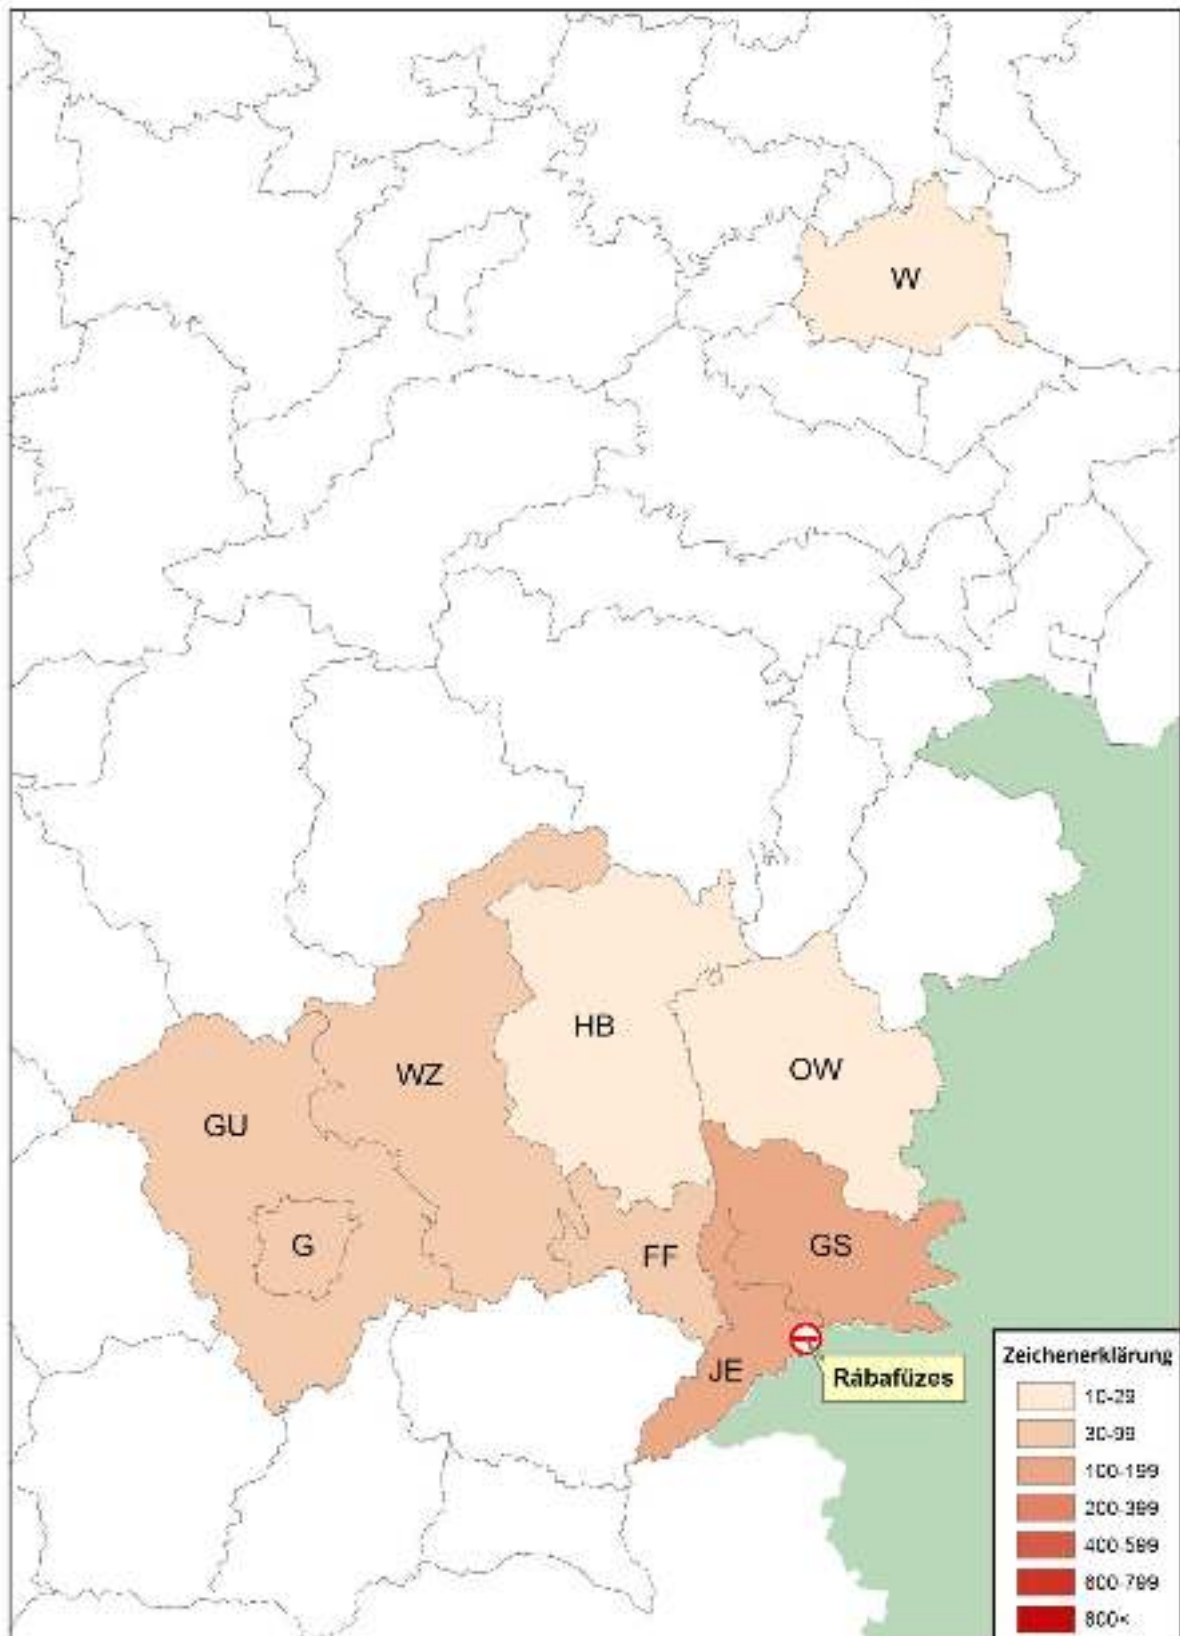 W
HB
OW
WZ
GU
G
FF
GS
JE
Rábafüzes
Zeichenerklärung
10-29
30-99
100-199
200-399
400-599
600-799
800<